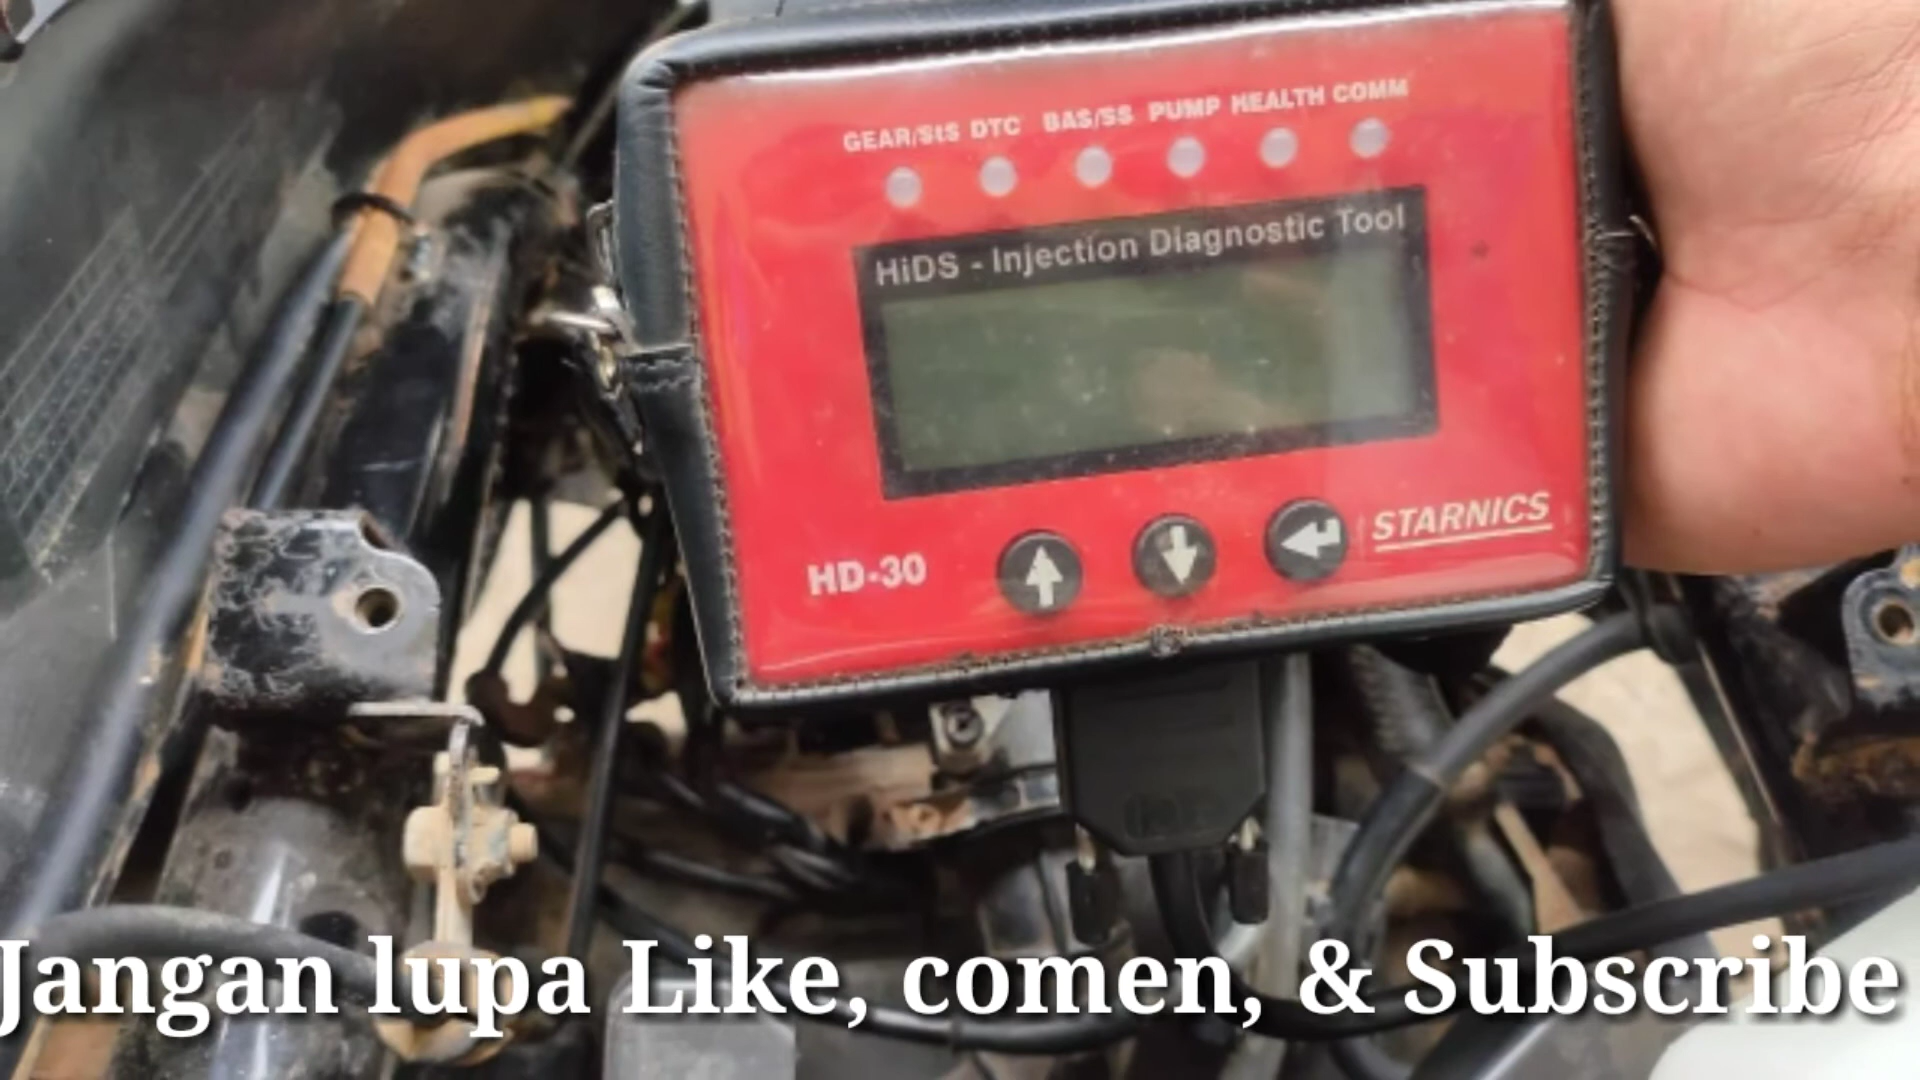 GEAR/StS DTC BAS/SS PUMP HEALTH COMM
HiDS - Injection Diagnostic Tool
HD-30
STARNICS
Jangan lupa Like, comen, & Subscribe